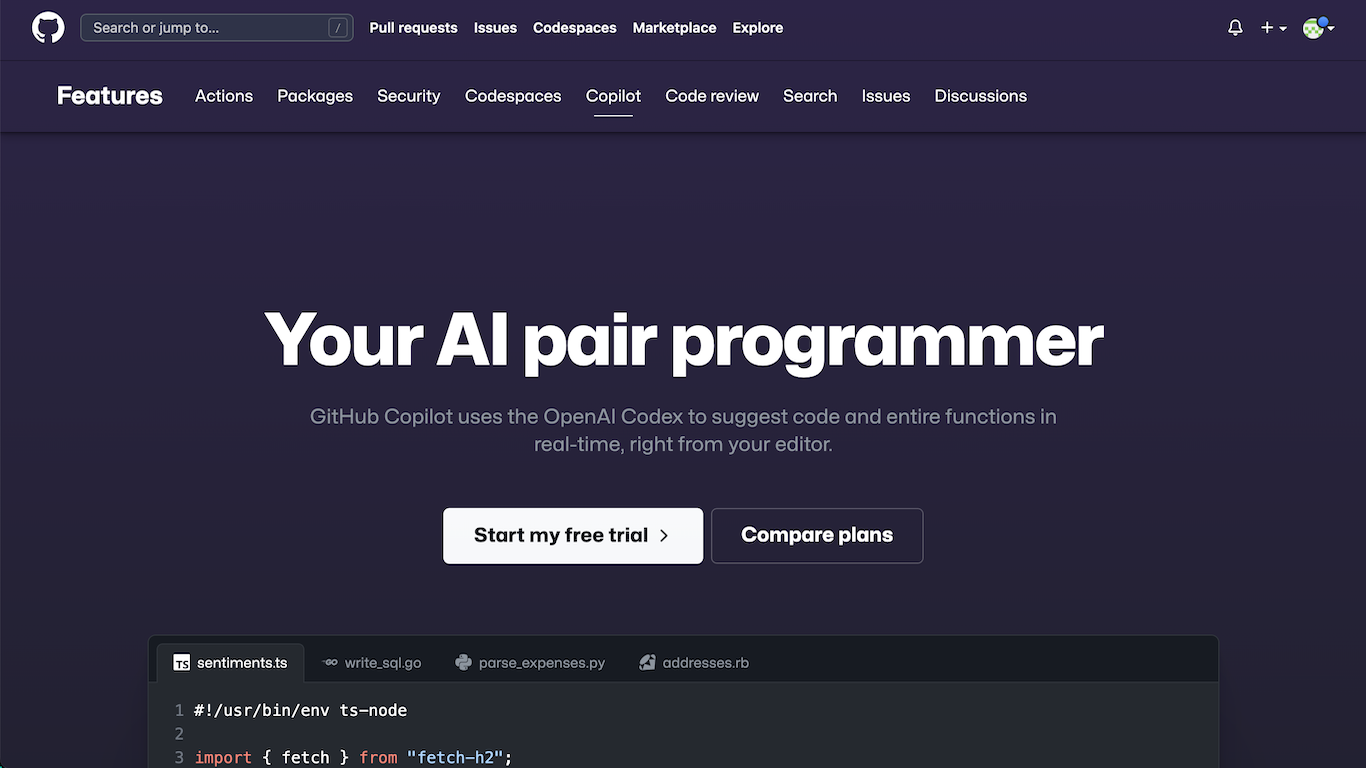 Search or jump to... /
Pull requests Issues Codespaces Marketplace Explore
Features Actions Packages Security Codespaces Copilot Code review Search Issues Discussions
Your AI pair programmer
GitHub Copilot uses the OpenAI Codex to suggest code and entire functions in
real-time, right from your editor.
Start my free trial >
Compare plans
TS sentiments.ts GO write_sql.go parse_expenses.py addresses.rb
1 #!/usr/bin/env ts-node
2
3 import { fetch } from "fetch-h2";